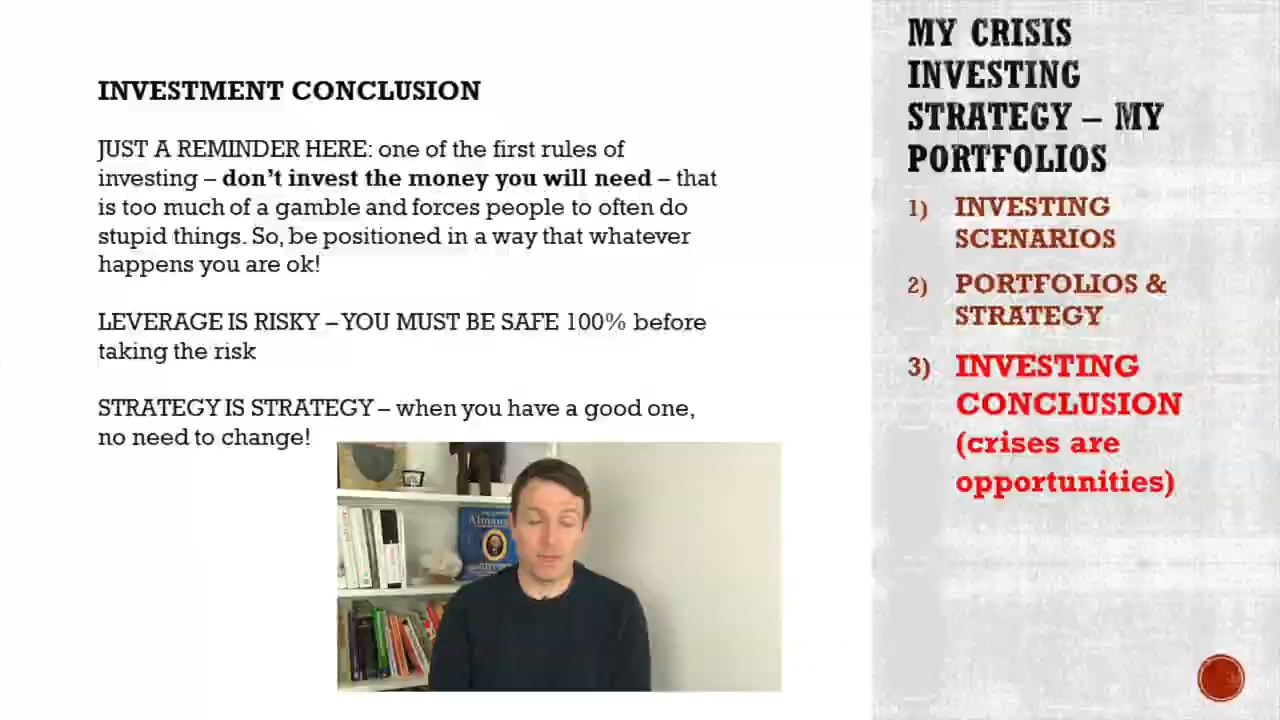 INVESTMENT CONCLUSION
JUST A REMINDER HERE: one of the first rules of
investing – don't invest the money you will need – that
is too much of a gamble and forces people to often do
stupid things. So, be positioned in a way that whatever
happens you are ok!
LEVERAGE IS RISKY – YOU MUST BE SAFE 100% before
taking the risk
STRATEGY IS STRATEGY – when you have a good one,
no need to change!
MY CRISIS
INVESTING
STRATEGY – MY
PORTFOLIOS
1) INVESTING
SCENARIOS
2) PORTFOLIOS &
STRATEGY
3) INVESTING
CONCLUSION
(crises are
opportunities)